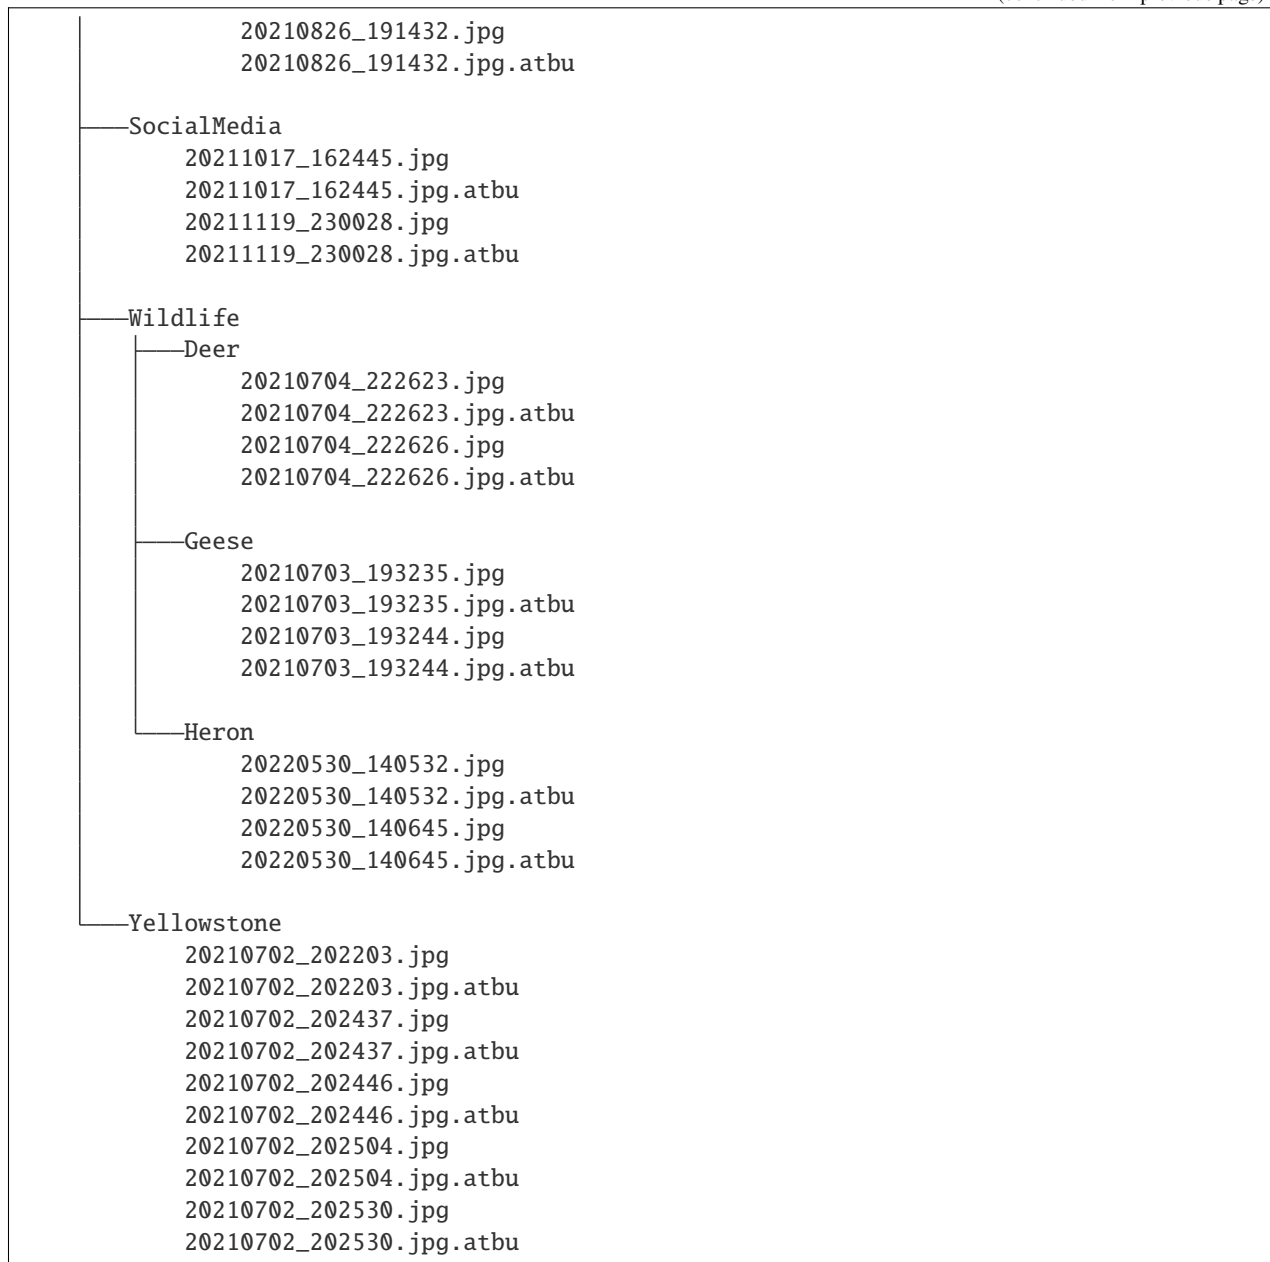 20210826_191432.jpg
20210826_191432.jpg.atbu
SocialMedia
20211017_162445.jpg
20211017_162445.jpg.atbu
20211119_230028.jpg
20211119_230028.jpg.atbu
Wildlife
Deer
20210704_222623.jpg
20210704_222623.jpg.atbu
20210704_222626.jpg
20210704_222626.jpg.atbu
Geese
20210703_193235.jpg
20210703_193235.jpg.atbu
20210703_193244.jpg
20210703_193244.jpg.atbu
Heron
20220530_140532.jpg
20220530_140532.jpg.atbu
20220530_140645.jpg
20220530_140645.jpg.atbu
Yellowstone
20210702_202203.jpg
20210702_202203.jpg.atbu
20210702_202437.jpg
20210702_202437.jpg.atbu
20210702_202446.jpg
20210702_202446.jpg.atbu
20210702_202504.jpg
20210702_202504.jpg.atbu
20210702_202530.jpg
20210702_202530.jpg.atbu